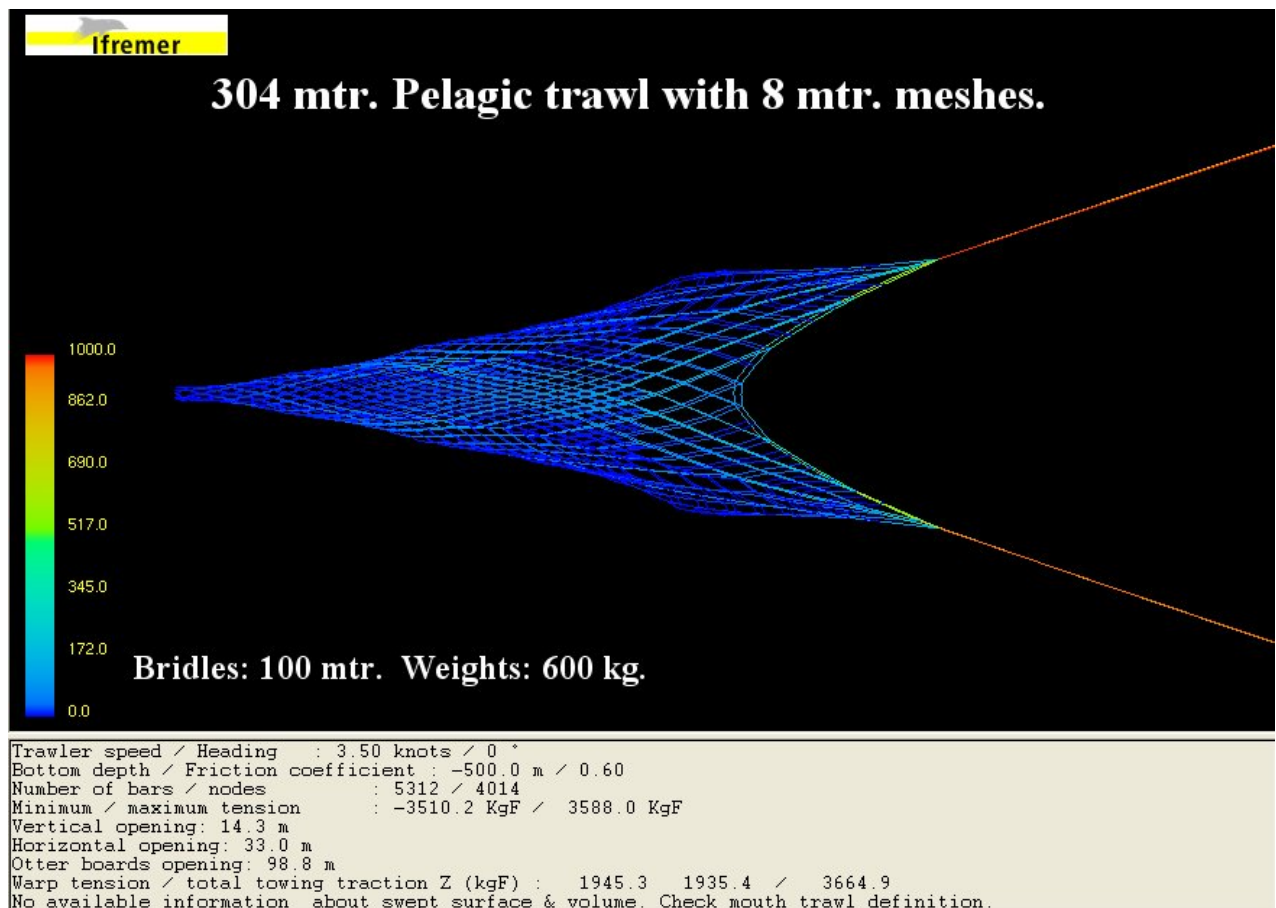 Ifremer
304 mtr. Pelagic trawl with 8 mtr. meshes.
1000.0
862.0
690.0
517.0
345.0
172.0
0.0
Bridles: 100 mtr.  Weights: 600 kg.
Trawler speed / Heading   : 3.50 knots / 0 °
Bottom depth / Friction coefficient : -500.0 m / 0.60
Number of bars / nodes         : 5312 / 4014
Minimum / maximum tension      : -3510.2 KgF /  3588.0 KgF
Vertical opening: 14.3 m
Horizontal opening: 33.0 m
Otter boards opening: 98.8 m
Warp tension / total towing traction Z (kgF) :   1945.3   1935.4  /   3664.9
No available information  about swept surface & volume. Check mouth trawl definition.